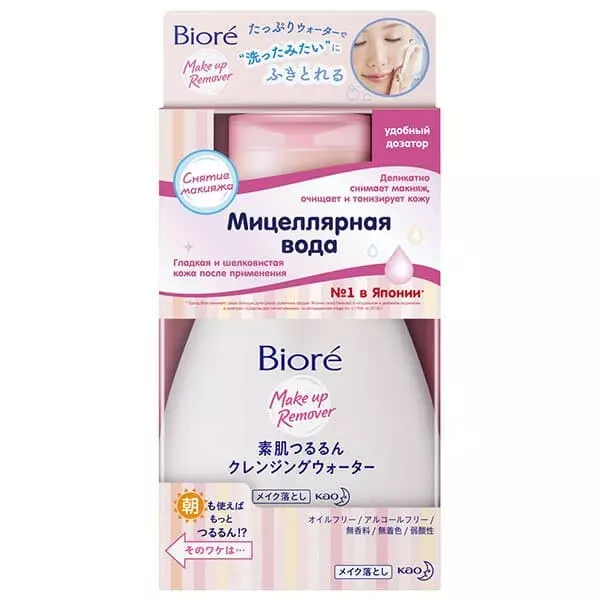 Bioré
Make up
Remover
たっぷりウォーターで
“洗ったみたい”に
ふきとれる
удобный
дозатор
Снятие
макияжа
Деликатно
снимает макияж,
очищает и тонизирует кожу
Мицеллярная
вода
Гладкая и шелковистая
кожа после применения
№1 в Японии*
Bioré
Make up
Remover
素肌つるるん
クレンジングウォーター
メイク落とし Kao
朝も使えば
もっと
つるるん!?
そのワケは…
オイルフリー/アルコールフリー/
無香料/無着色/弱酸性
メイク落とし Kao